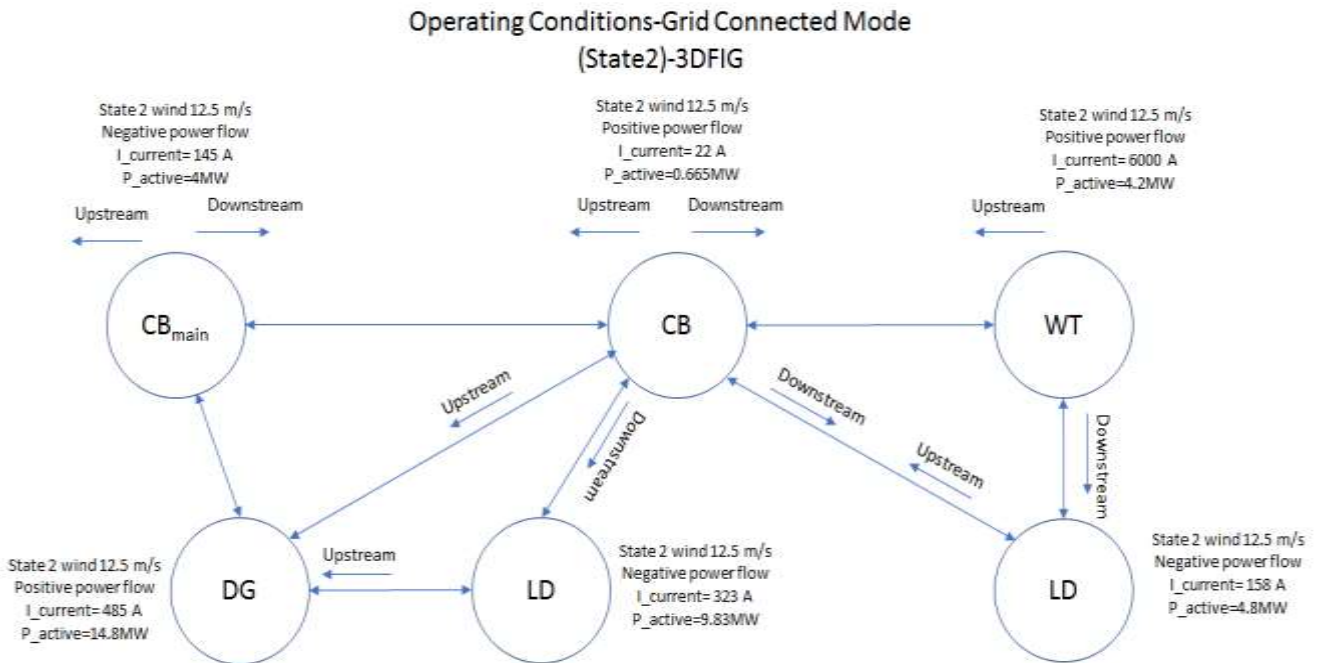 Operating Conditions-Grid Connected Mode
(State2)-3DFIG
State 2 wind 12.5 m/s
Negative power flow
I_current= 145 A
P_active=4MW
State 2 wind 12.5 m/s
Positive power flow
I_current= 22 A
P_active=0.665MW
State 2 wind 12.5 m/s
Positive power flow
I_current= 6000 A
P_active=4.2MW
Upstream
Downstream
Upstream
Downstream
Upstream
CBmain
CB
WT
Upstream
Downstream
Downstream
Upstream
Downstream
State 2 wind 12.5 m/s
Positive power flow
I_current= 485 A
P_active=14.8MW
DG
Upstream
LD
State 2 wind 12.5 m/s
Negative power flow
I_current= 323 A
P_active=9.83MW
LD
State 2 wind 12.5 m/s
Negative power flow
I_current= 158 A
P_active=4.8MW